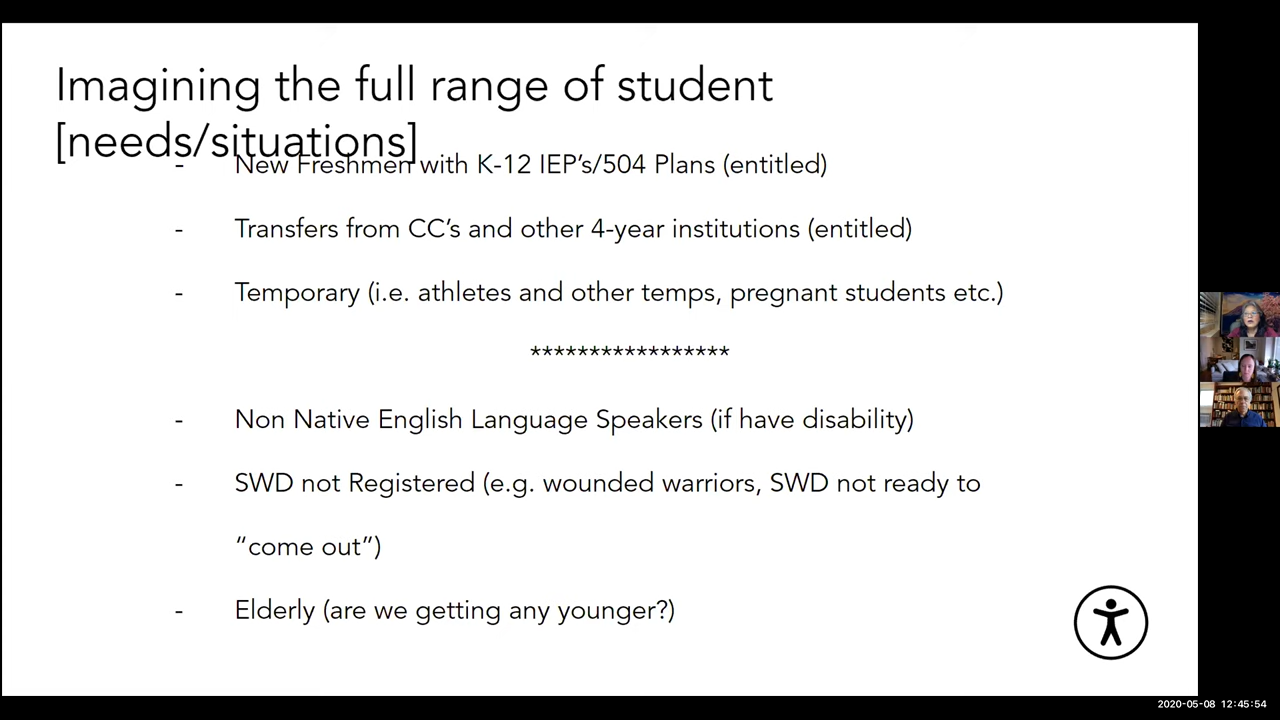 Imagining the full range of student
[needs/situations]
- New Freshmen with K-12 IEP’s/504 Plans (entitled)
- Transfers from CC’s and other 4-year institutions (entitled)
- Temporary (i.e. athletes and other temps, pregnant students etc.)
*****************
- Non Native English Language Speakers (if have disability)
- SWD not Registered (e.g. wounded warriors, SWD not ready to
“come out”)
- Elderly (are we getting any younger?)
2020-05-08 12:45:54